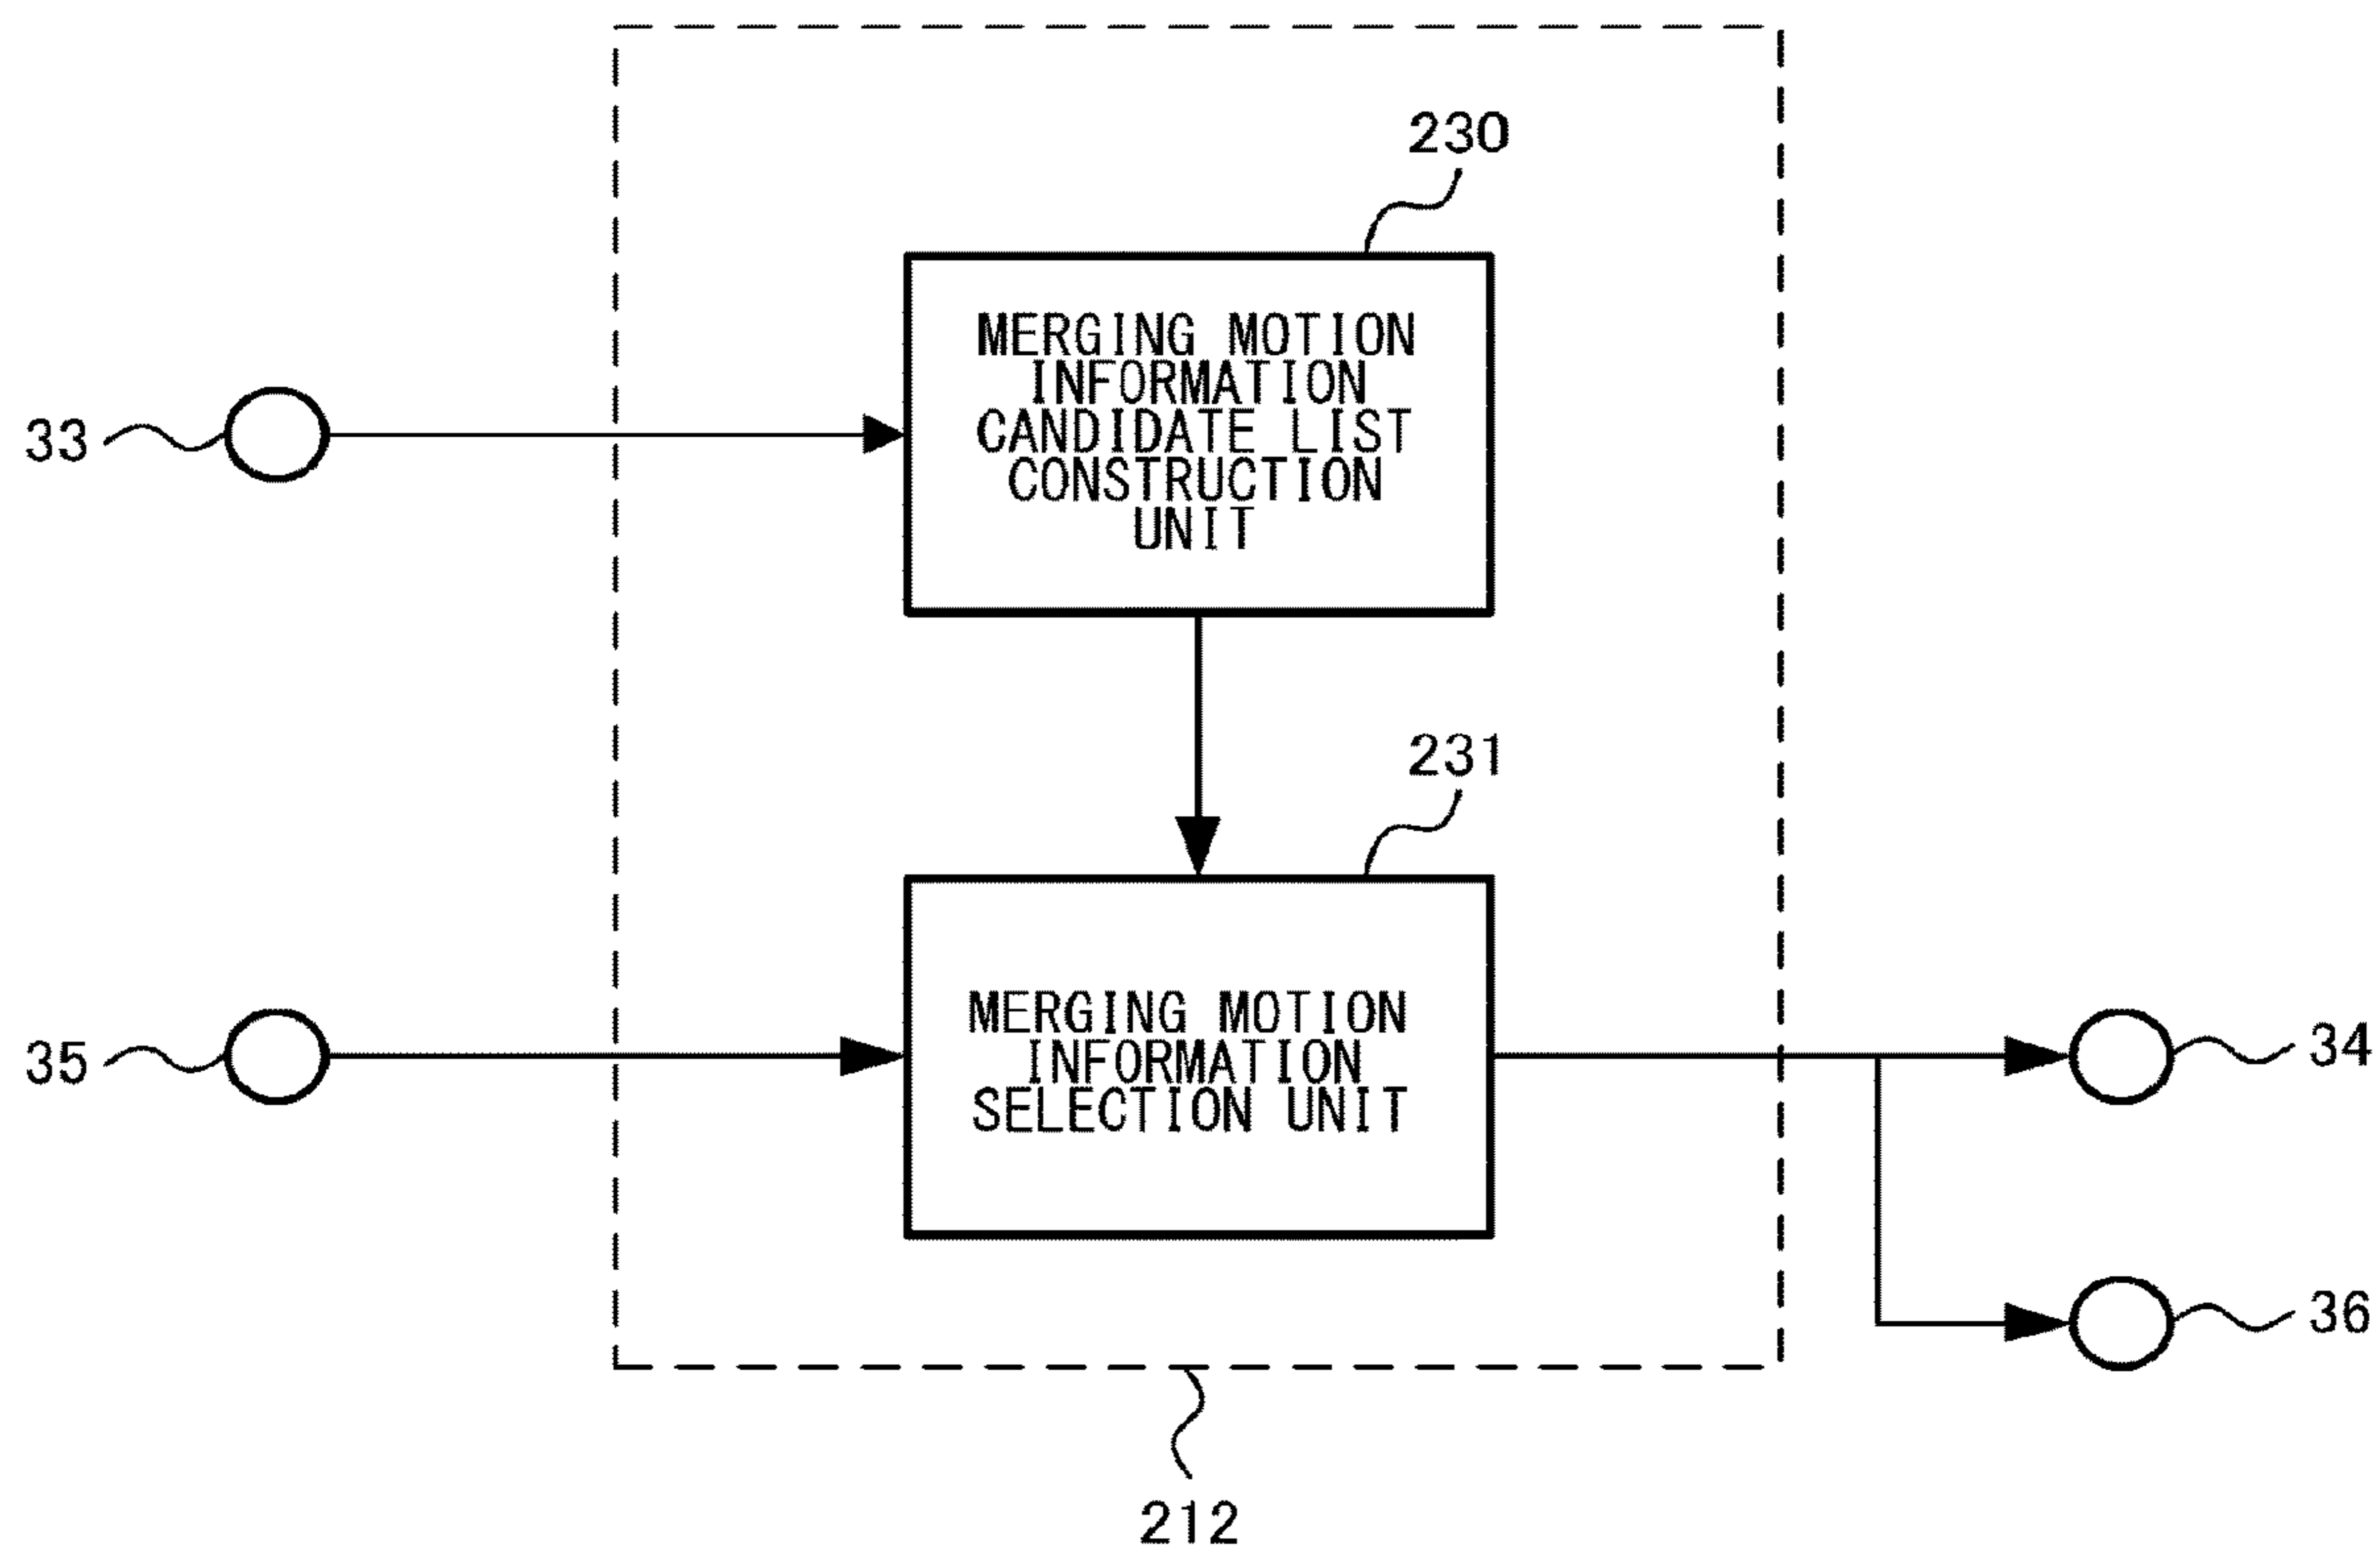 230
MERGING MOTION
INFORMATION
CANDIDATE LIST
CONSTRUCTION
UNIT
33
231
MERGING MOTION
INFORMATION
SELECTION UNIT
35
34
36
212